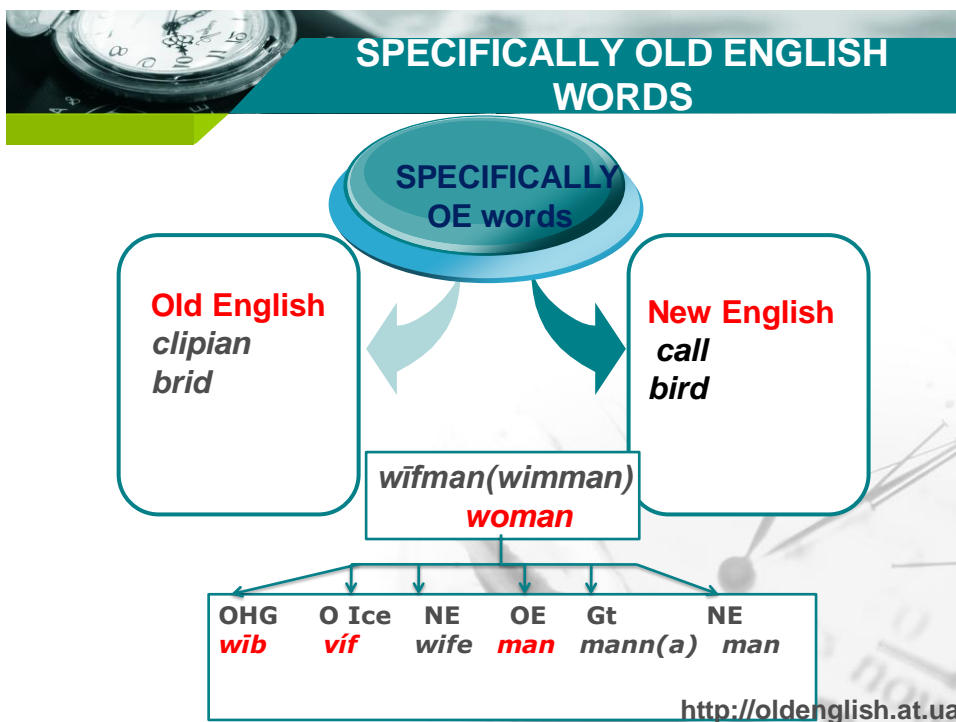 SPECIFICALLY OLD ENGLISH
WORDS
SPECIFICALLY
OE words
Old English
clipian
brid
New English
call
bird
wīfman(wimman)
woman
OHG O Ice NE OE Gt NE
wīb víf wife man mann(a) man
http://oldenglish.at.ua